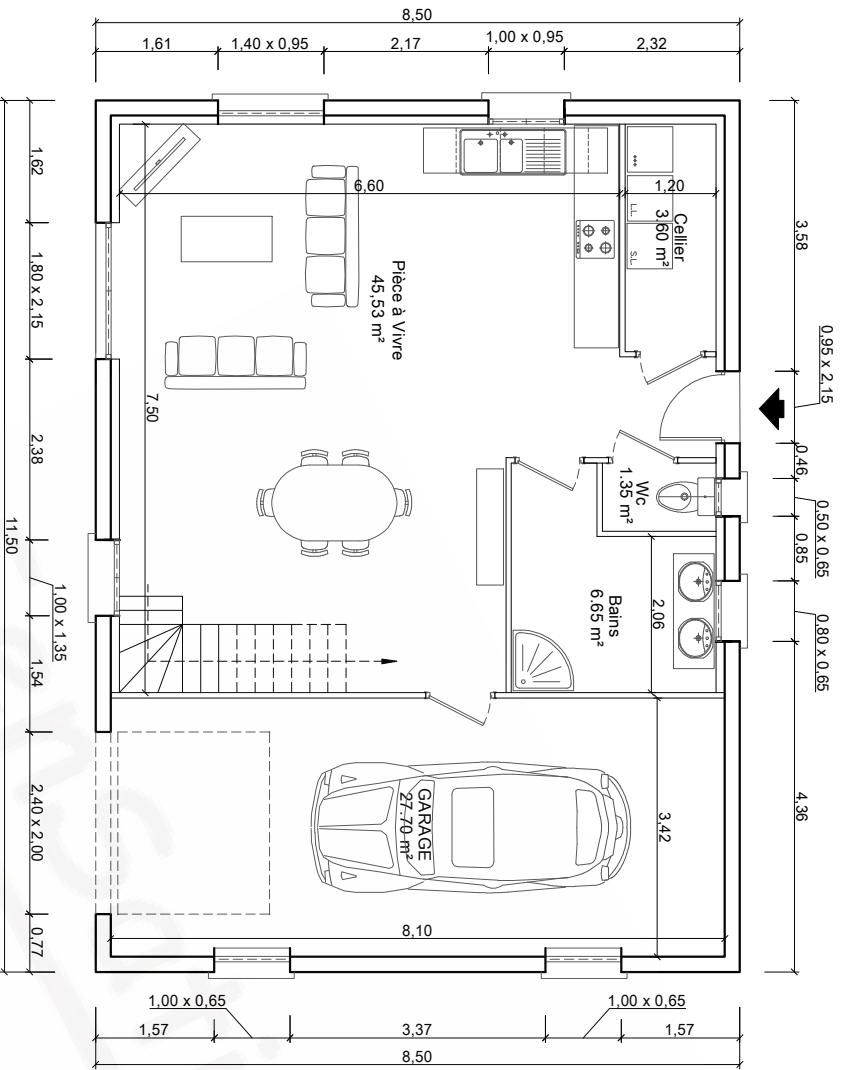 8,50
1,61
1,40 x 0,95
2,17
1,00 x 0,95
2,32
1,62
1,80 x 2,15
2,38
1,00 x 1,35
1,54
2,40 x 2,00
0,77
11,50
6,60
1,20
Cellier
3.60 m²
L.L.
S.L.
Pièce à Vivre
45,53 m²
7,50
Wc
1.35 m²
Bains
6.65 m²
2,06
GARAGE
27.70 m²
3,42
8,10
3,58
0,95 x 2,15
0,46
0,50 x 0,65
0,85
0,80 x 0,65
4,36
1,00 x 0,65
1,00 x 0,65
1,57
3,37
1,57
8,50